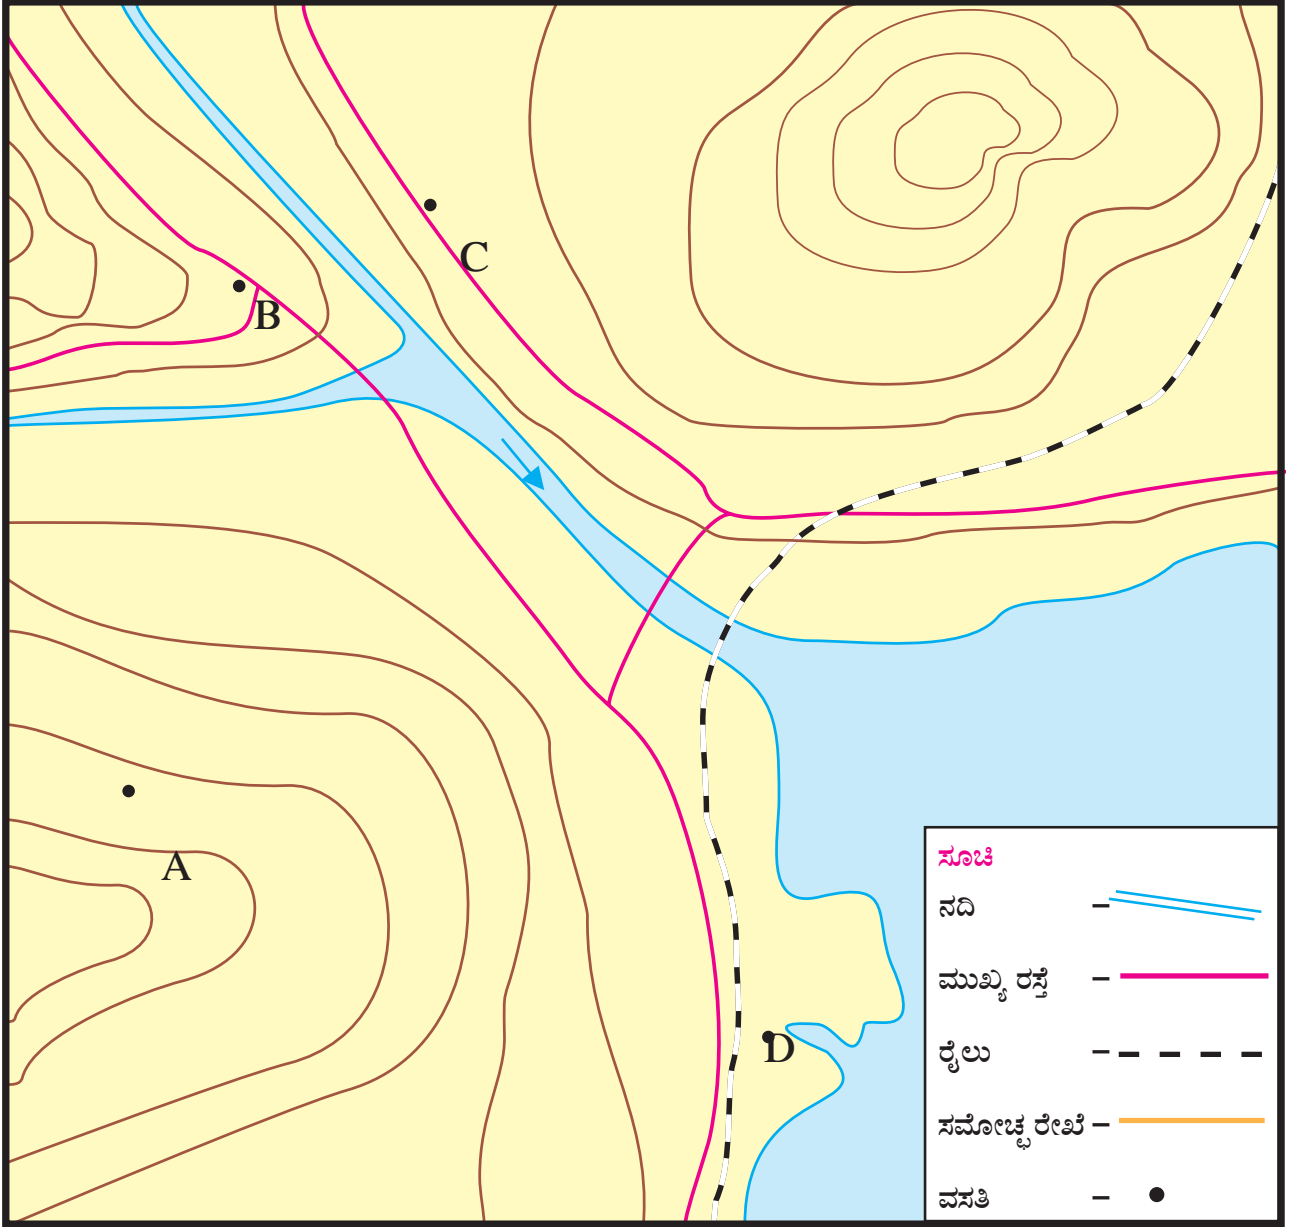 C
B
A
D
ಸೂಚಿ
ನದಿ –
ಮುಖ್ಯ ರಸ್ತೆ –
ರೈಲು –
ಸಮೋಚ್ಛ ರೇಖೆ –
ವಸತಿ –